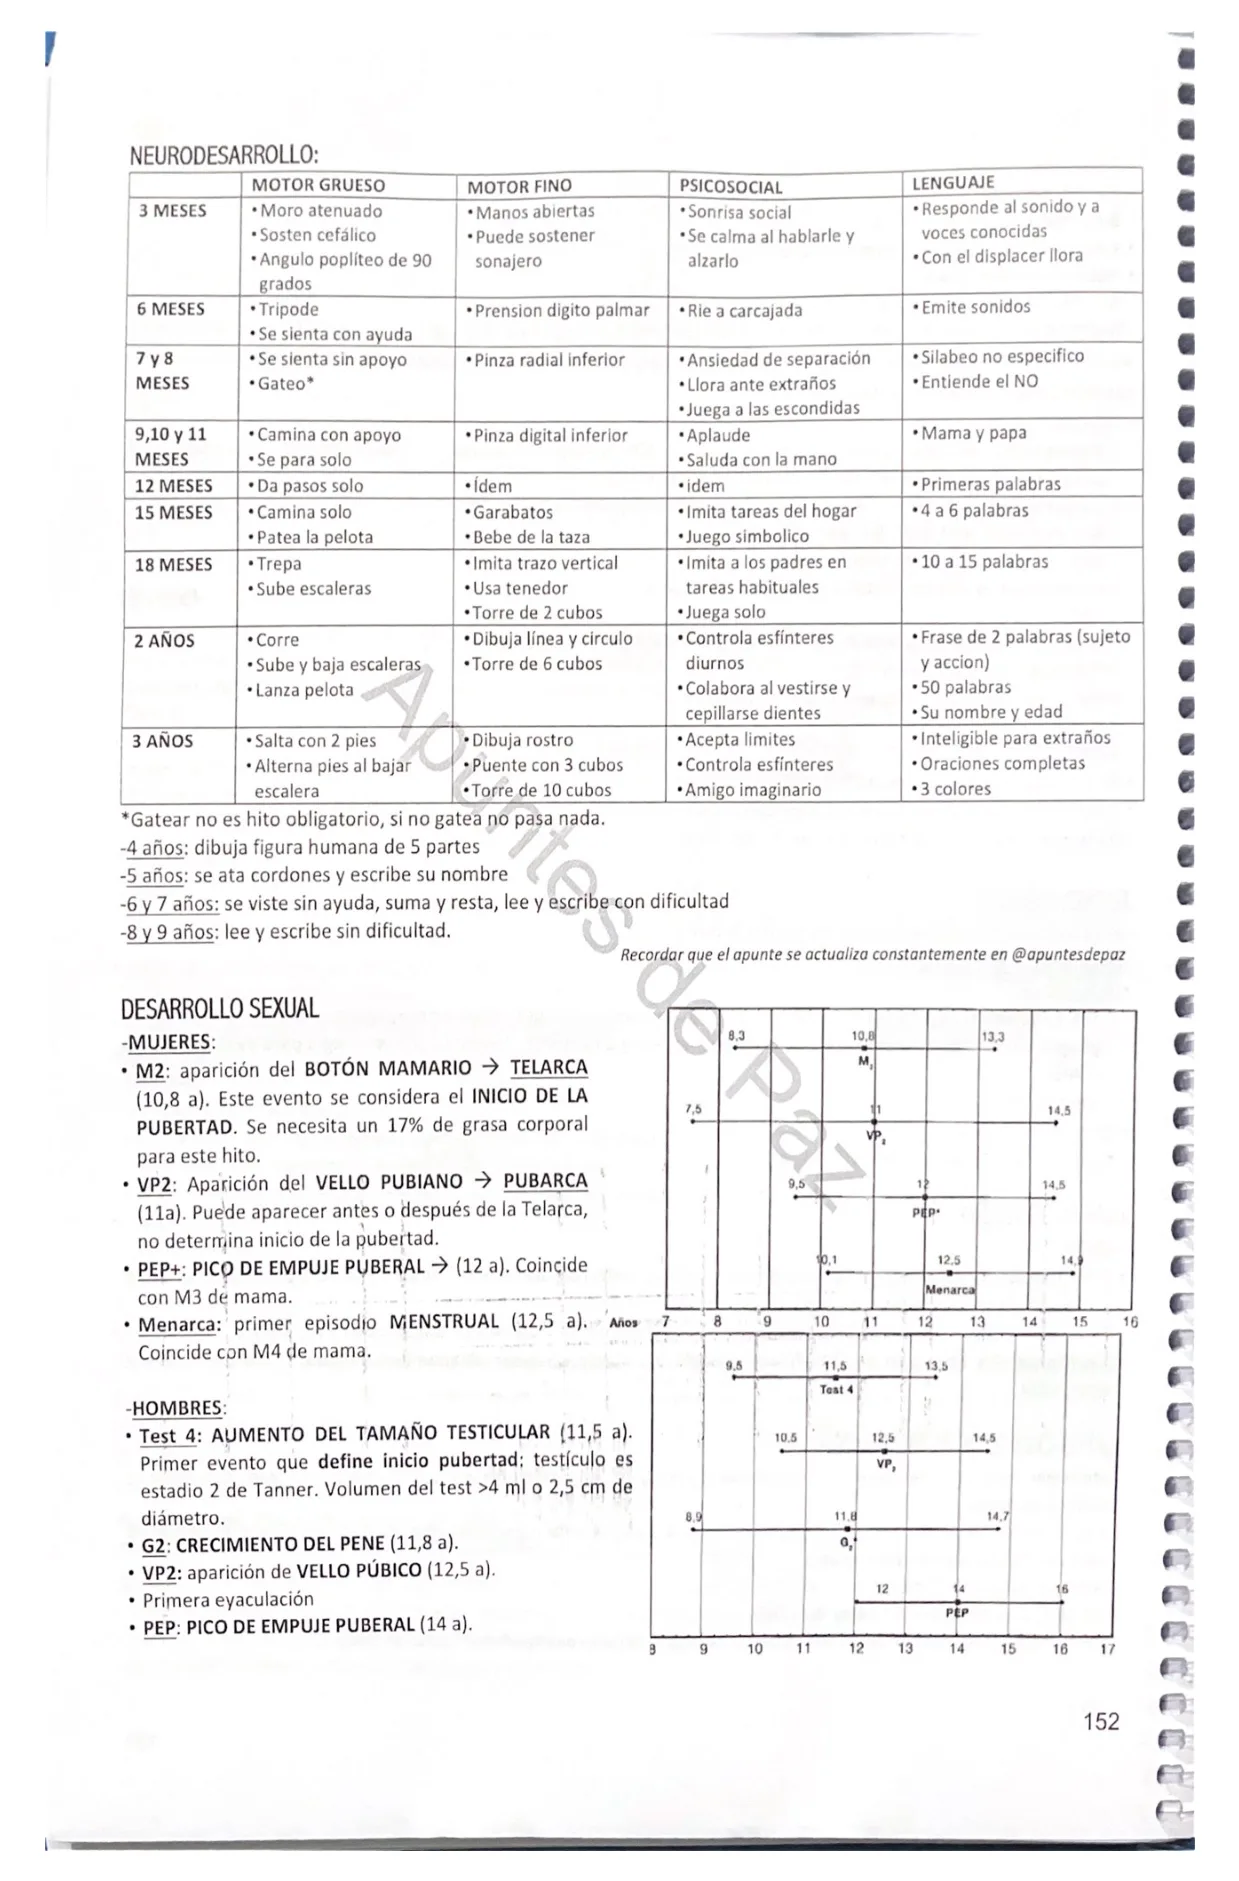 NEURODESARROLLO:
MOTOR GRUESO | MOTOR FINO | PSICOSOCIAL | LENGUAJE
3 MESES
•Moro atenuado
•Sosten cefálico
•Angulo poplíteo de 90
grados
•Manos abiertas
•Puede sostener
sonajero
•Sonrisa social
•Se calma al hablarle y
alzarlo
•Responde al sonido y a
voces conocidas
•Con el displacer llora
6 MESES
•Tripode
•Se sienta con ayuda
•Prension digito palmar
•Rie a carcajada
•Emite sonidos
7 y 8
MESES
•Se sienta sin apoyo
•Gateo*
•Pinza radial inferior
•Ansiedad de separación
•Llora ante extraños
•Juega a las escondidas
•Silabeo no especifico
•Entiende el NO
9,10 y 11
MESES
•Camina con apoyo
•Se para solo
•Pinza digital inferior
•Aplaude
•Saluda con la mano
•Mama y papa
12 MESES
•Da pasos solo
•Ídem
•idem
•Primeras palabras
15 MESES
•Camina solo
•Patea la pelota
•Garabatos
•Bebe de la taza
•Imita tareas del hogar
•Juego simbolico
•4 a 6 palabras
18 MESES
•Trepa
•Sube escaleras
•Imita trazo vertical
•Usa tenedor
•Torre de 2 cubos
•Imita a los padres en
tareas habituales
•Juega solo
•10 a 15 palabras
2 AÑOS
•Corre
•Sube y baja escaleras
•Lanza pelota
•Dibuja línea y circulo
•Torre de 6 cubos
•Controla esfínteres
diurnos
•Colabora al vestirse y
cepillarse dientes
•Frase de 2 palabras (sujeto
y accion)
•50 palabras
•Su nombre y edad
3 AÑOS
•Salta con 2 pies
•Alterna pies al bajar
escalera
•Dibuja rostro
•Puente con 3 cubos
•Torre de 10 cubos
•Acepta limites
•Controla esfínteres
•Amigo imaginario
•Inteligible para extraños
•Oraciones completas
•3 colores
*Gatear no es hito obligatorio, si no gatea no pasa nada.
-4 años: dibuja figura humana de 5 partes
-5 años: se ata cordones y escribe su nombre
-6 y 7 años: se viste sin ayuda, suma y resta, lee y escribe con dificultad
-8 y 9 años: lee y escribe sin dificultad.
Recordar que el apunte se actualiza constantemente en @apuntesdepaz
Apuntes de Paz
DESARROLLO SEXUAL
-MUJERES:
• M2: aparición del BOTÓN MAMARIO → TELARCA
(10,8 a). Este evento se considera el INICIO DE LA
PUBERTAD. Se necesita un 17% de grasa corporal
para este hito.
• VP2: Aparición del VELLO PUBIANO → PUBARCA
(11a). Puede aparecer antes o después de la Telarca,
no determina inicio de la pubertad.
• PEP+: PICO DE EMPUJE PUBERAL → (12 a). Coincide
con M3 de mama.
• Menarca: primer episodio MENSTRUAL (12,5 a).
Coincide con M4 de mama.
8,3 10,8 13,3
M₂
7,5 11 14,5
VP₂
9,5 12 14,5
PEP⁺
10,1 12,5 14,9
Menarca
Años 7 8 9 10 11 12 13 14 15 16
-HOMBRES:
• Test 4: AUMENTO DEL TAMAÑO TESTICULAR (11,5 a).
Primer evento que define inicio pubertad; testículo es
estadio 2 de Tanner. Volumen del test >4 ml o 2,5 cm de
diámetro.
• G2: CRECIMIENTO DEL PENE (11,8 a).
• VP2: aparición de VELLO PÚBICO (12,5 a).
• Primera eyaculación
• PEP: PICO DE EMPUJE PUBERAL (14 a).
9,5 11,5 13,5
Test 4
10,5 12,5 14,5
VP₂
8,9 11,8 14,7
G₂
12 14 16
PEP
9 10 11 12 13 14 15 16 17
152